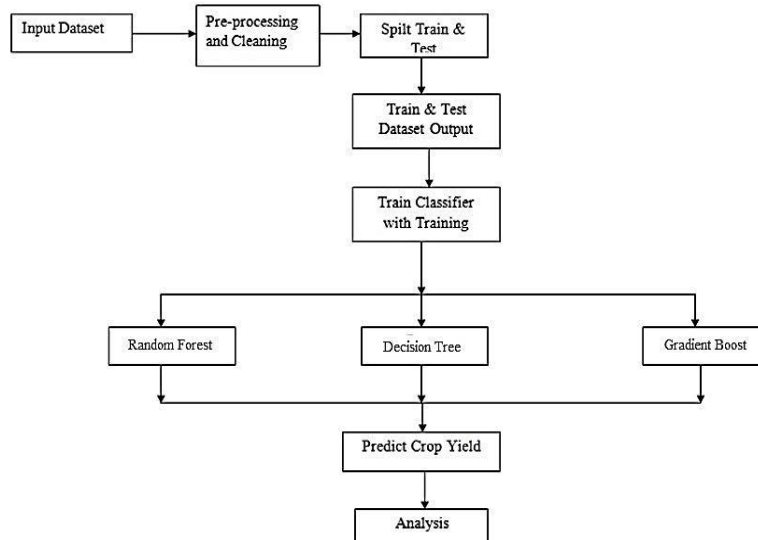 Input Dataset
Pre-processing
and Cleaning
Spilt Train &
Test
Train & Test
Dataset Output
Train Classifier
with Training
Random Forest
Decision Tree
Gradient Boost
Predict Crop Yield
Analysis